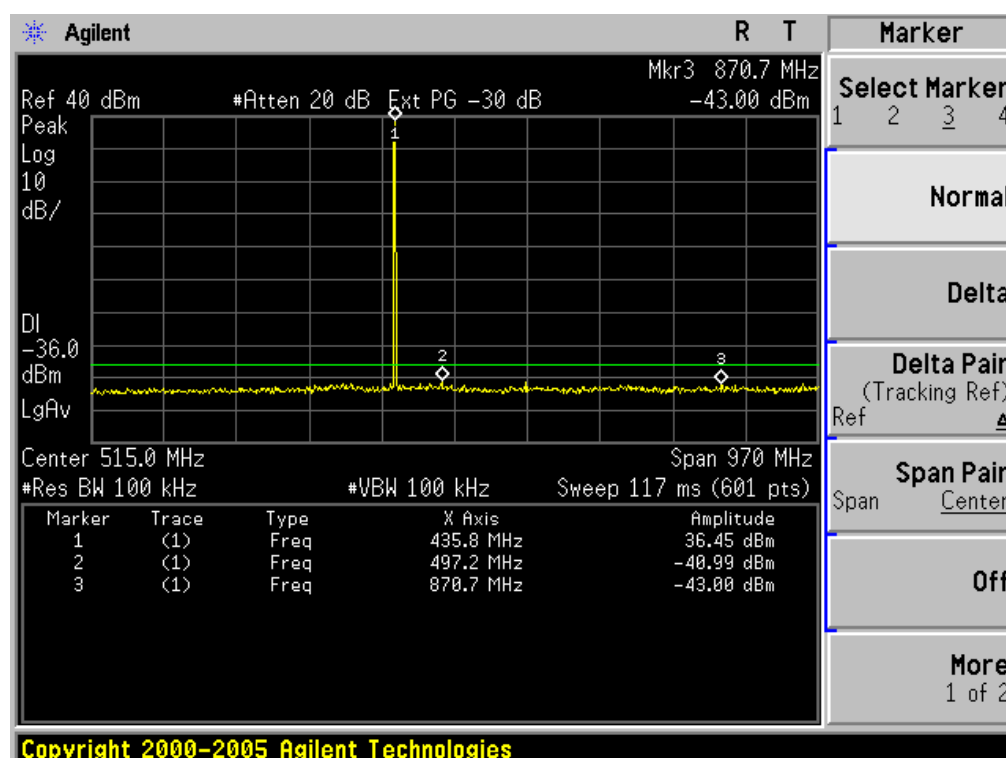 Agilent R T
Mkr3 870.7 MHz
Ref 40 dBm #Atten 20 dB Ext PG -30 dB -43.00 dBm
Peak
Log
10
dB/
1
DI
-36.0
dBm
2
3
LgAv
Center 515.0 MHz Span 970 MHz
#Res BW 100 kHz #VBW 100 kHz Sweep 117 ms (601 pts)
Marker Trace Type X Axis Amplitude
1 (1) Freq 435.8 MHz 36.45 dBm
2 (1) Freq 497.2 MHz -40.99 dBm
3 (1) Freq 870.7 MHz -43.00 dBm
Marker
Select Marker
1 2 3 4
Normal
Delta
Delta Pair
(Tracking Ref)
Ref Δ
Span Pair
Span Center
Off
More
1 of 2
Copyright 2000-2005 Agilent Technologies